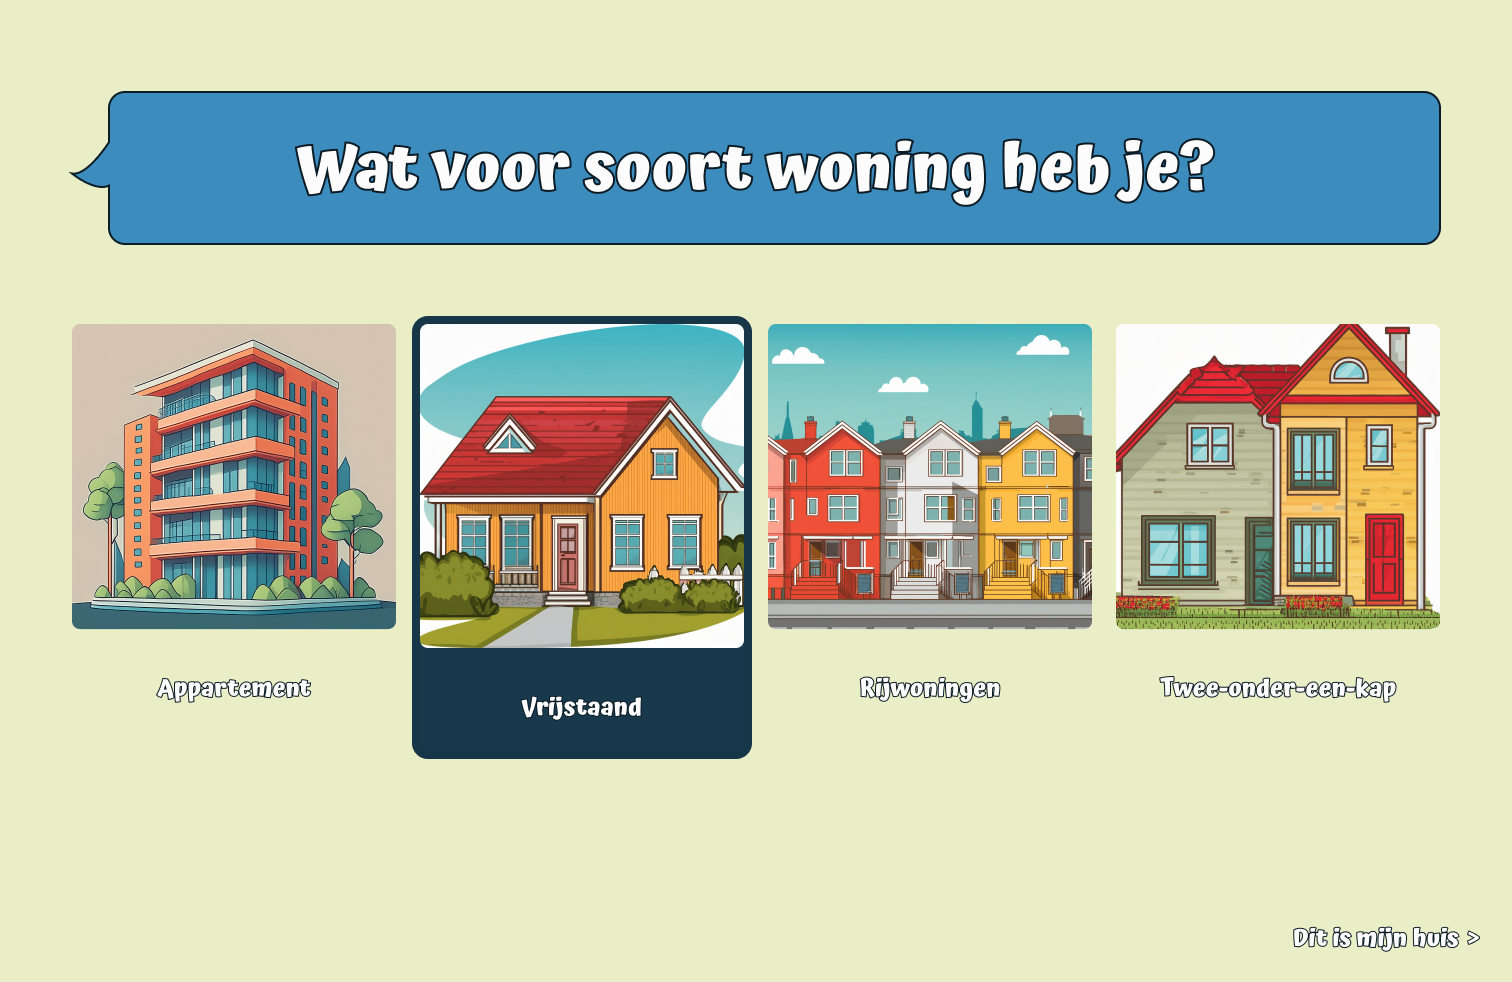 Wat voor soort woning heb je?
Appartement
Vrijstaand
Rijwoningen
Twee-onder-een-kap
Dit is mijn huis >